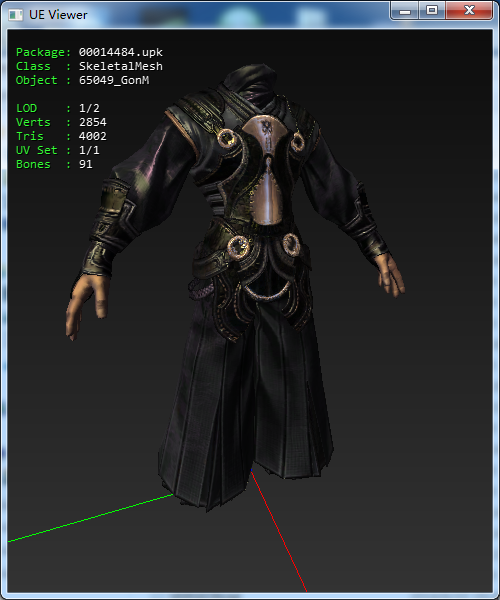 UE Viewer
Package: 00014484.upk
Class : SkeletalMesh
Object : 65049_GonM
LOD : 1/2
Verts : 2854
Tris : 4002
UV Set : 1/1
Bones : 91